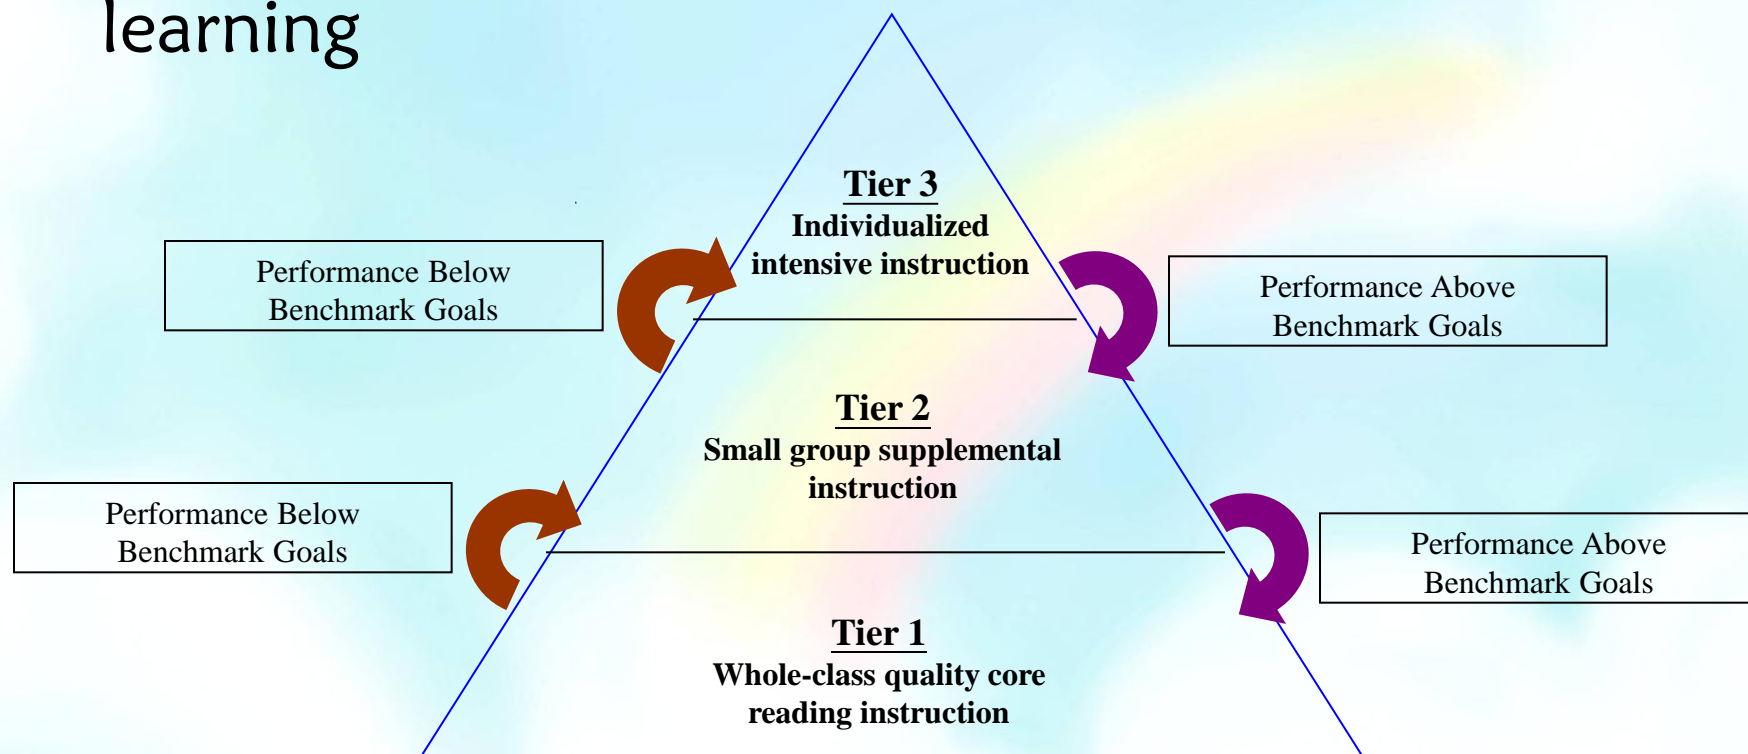 learning
Tier 3
Individualized
intensive instruction
Performance Below
Benchmark Goals
Performance Above
Benchmark Goals
Tier 2
Small group supplemental
instruction
Performance Below
Benchmark Goals
Performance Above
Benchmark Goals
Tier 1
Whole-class quality core
reading instruction